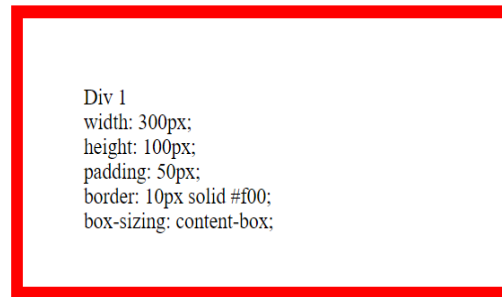 Div 1
width: 300px;
height: 100px;
padding: 50px;
border: 10px solid #f00;
box-sizing: content-box;